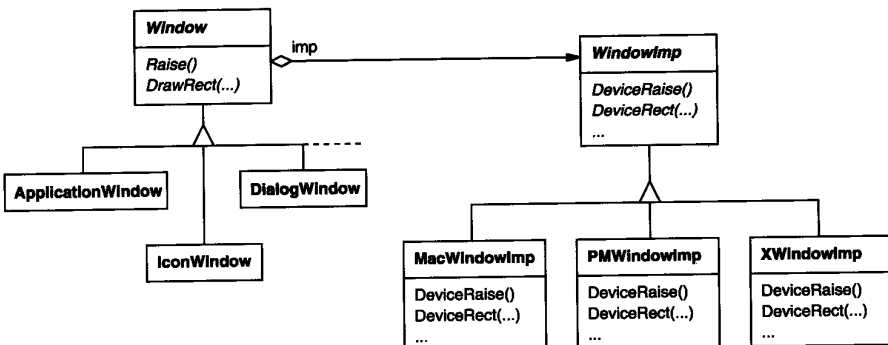 Window
Raise()
DrawRect(...)
imp
WindowImp
DeviceRaise()
DeviceRect(...)
...
ApplicationWindow
DialogWindow
IconWindow
MacWindowImp
DeviceRaise()
DeviceRect(...)
...
PMWindowImp
DeviceRaise()
DeviceRect(...)
...
XWindowImp
DeviceRaise()
DeviceRect(...)
...